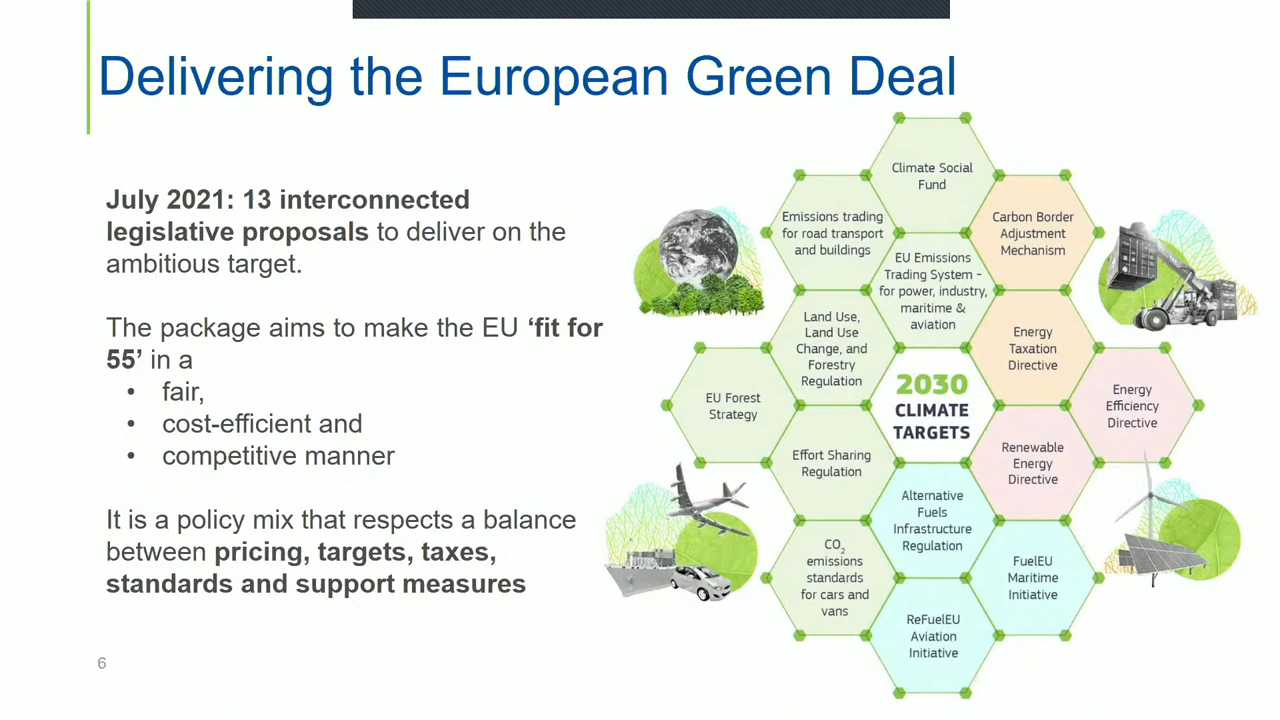 Delivering the European Green Deal
July 2021: 13 interconnected
legislative proposals to deliver on the
ambitious target.
The package aims to make the EU ‘fit for
55’ in a
• fair,
• cost-efficient and
• competitive manner
It is a policy mix that respects a balance
between pricing, targets, taxes,
standards and support measures
6
Climate Social
Fund
Emissions trading
for road transport
and buildings
Carbon Border
Adjustment
Mechanism
EU Emissions
Trading System –
for power, industry,
maritime &
aviation
Land Use,
Land Use
Change, and
Forestry
Regulation
Energy
Taxation
Directive
EU Forest
Strategy
2030
CLIMATE
TARGETS
Energy
Efficiency
Directive
Effort Sharing
Regulation
Renewable
Energy
Directive
Alternative
Fuels
Infrastructure
Regulation
CO₂
emissions
standards
for cars and
vans
FuelEU
Maritime
Initiative
ReFuelEU
Aviation
Initiative